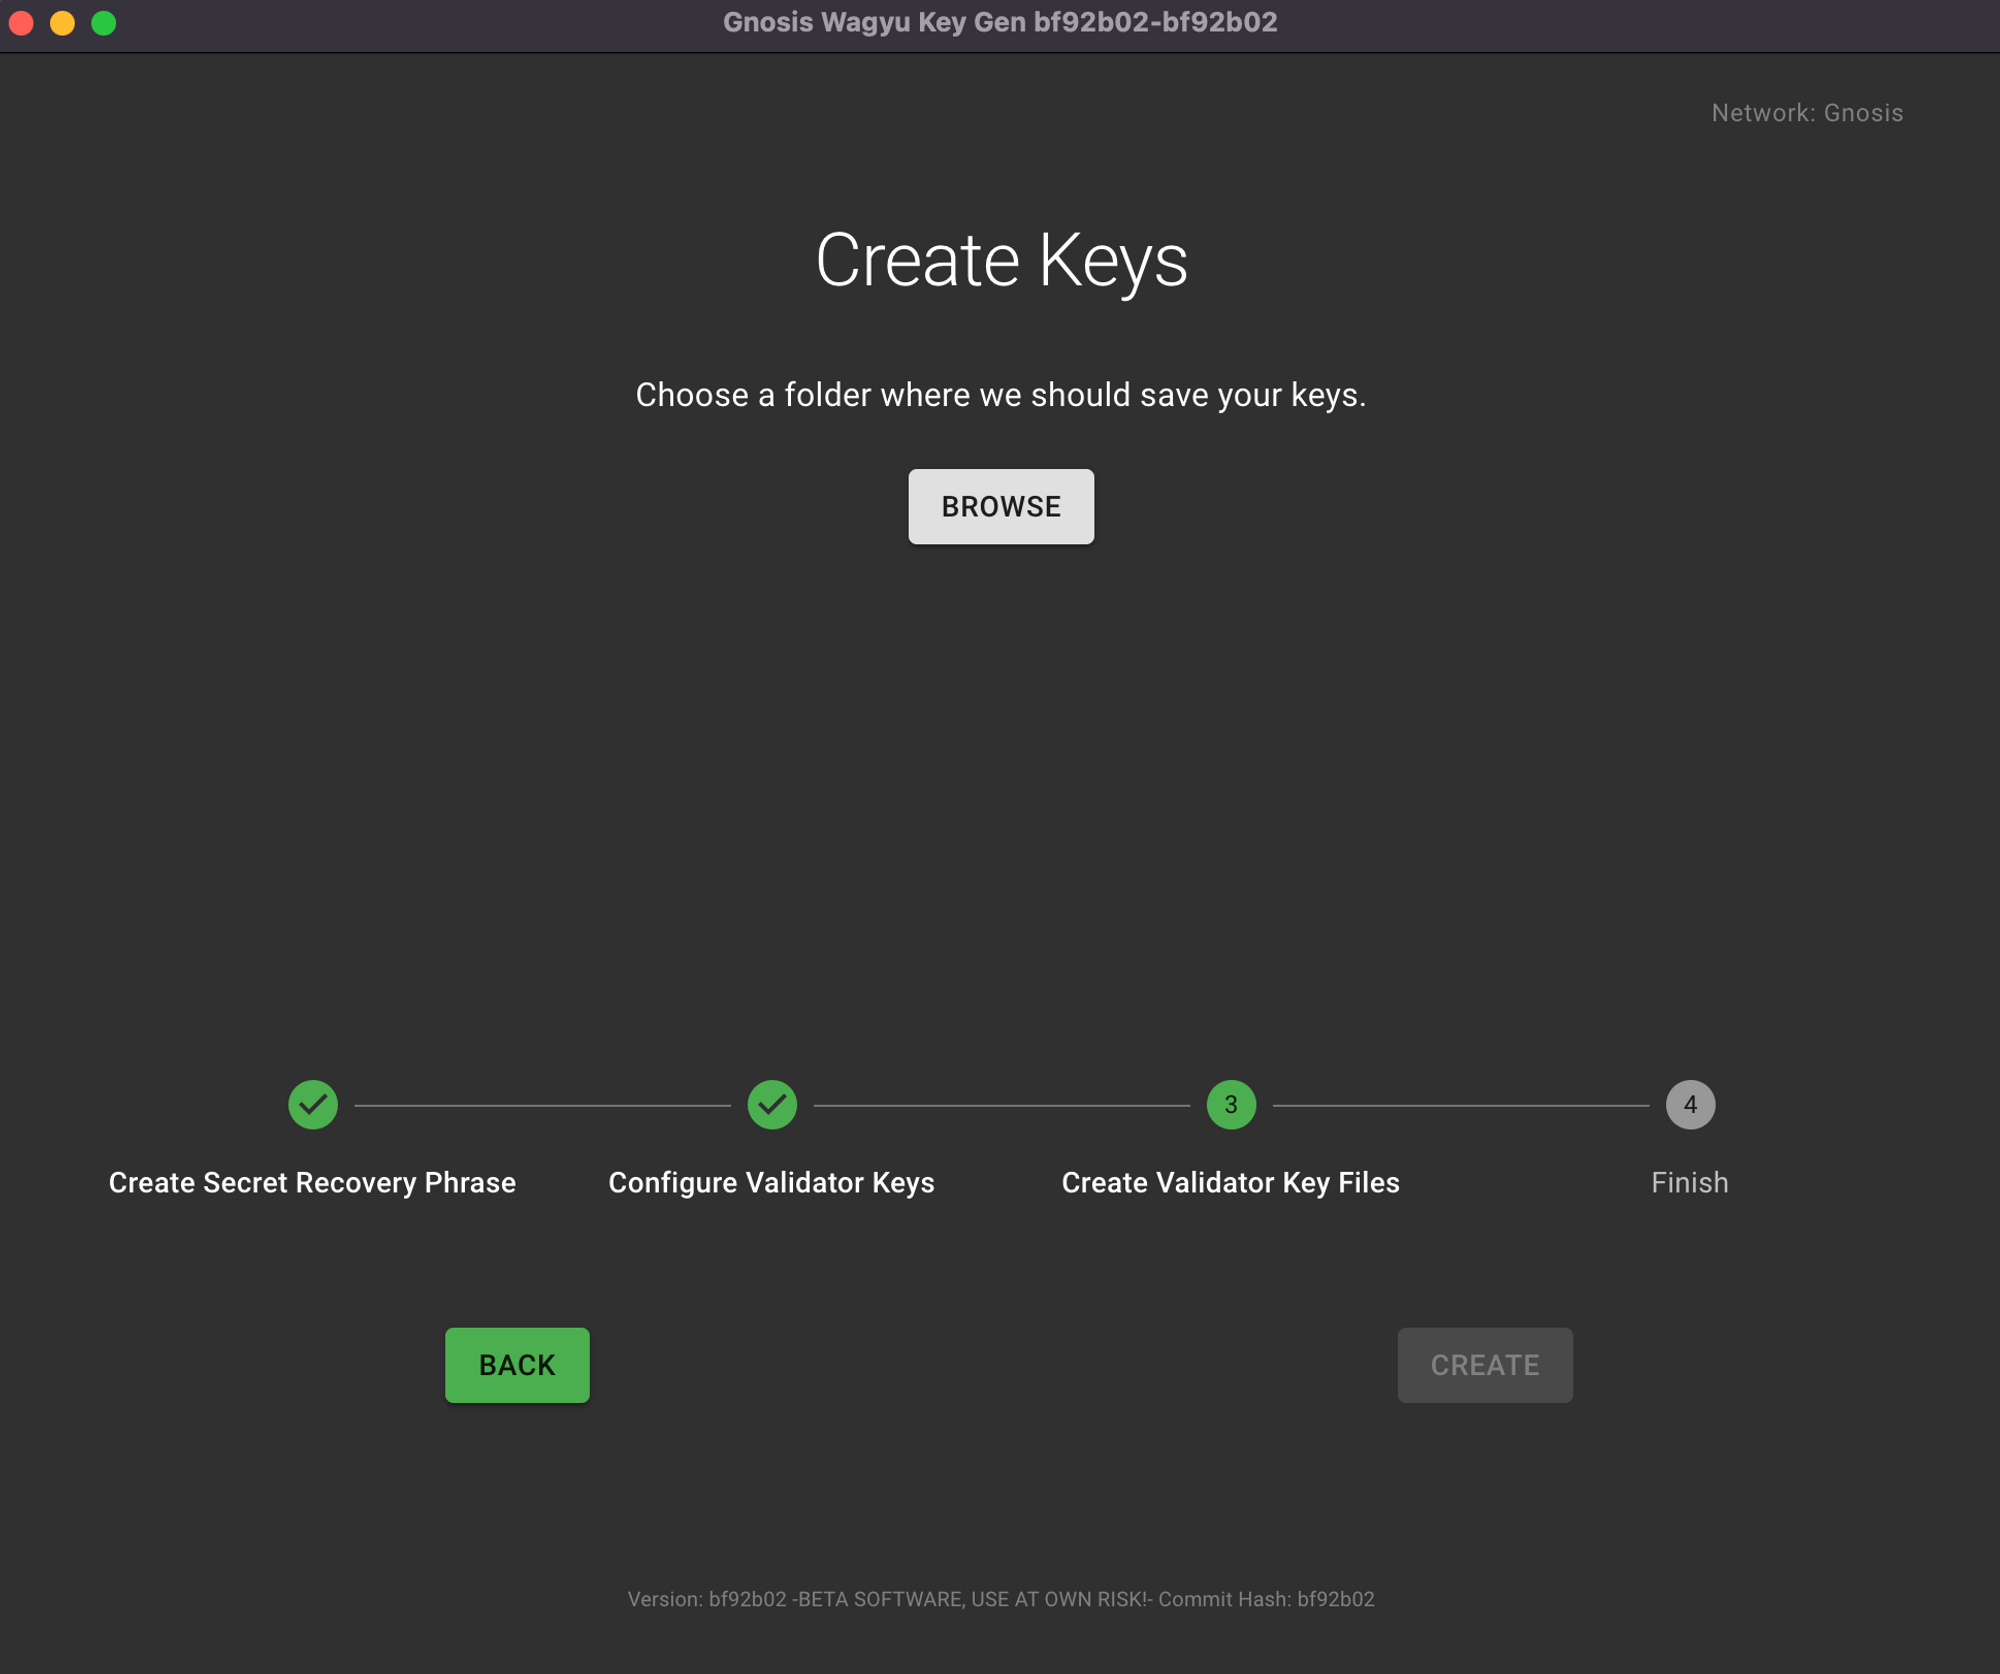 Gnosis Wagyu Key Gen bf92b02-bf92b02
Network: Gnosis
Create Keys
Choose a folder where we should save your keys.
BROWSE
3
4
Create Secret Recovery Phrase
Configure Validator Keys
Create Validator Key Files
Finish
BACK
CREATE
Version: bf92b02 -BETA SOFTWARE, USE AT OWN RISK!- Commit Hash: bf92b02